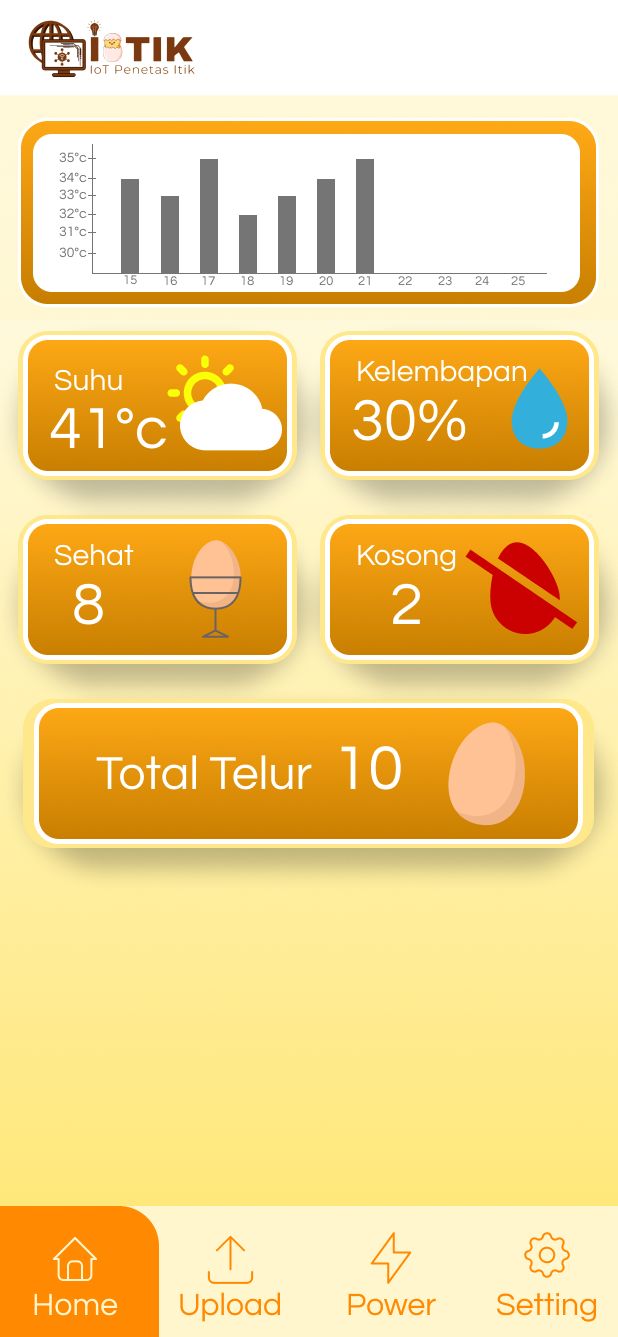 IOTIK
IoT Penetas Itik
35°c
34°c
33°c
32°c
31°c
30°c
15 16 17 18 19 20 21 22 23 24 25
Suhu
41°c
Kelembapan
30%
Sehat
8
Kosong
2
Total Telur 10
Home Upload Power Setting